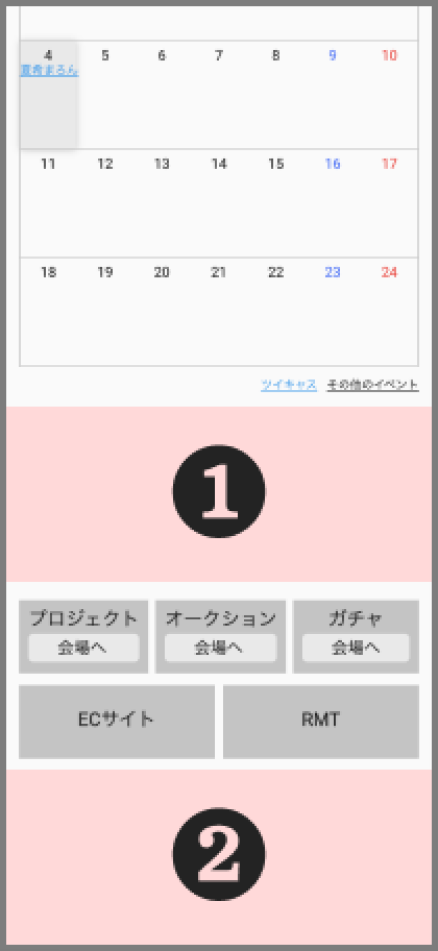 4 5 6 7 8 9 10
夏希まろん
11 12 13 14 15 16 17
18 19 20 21 22 23 24
ツイキャス その他のイベント
1
プロジェクト オークション ガチャ
会場へ 会場へ 会場へ
ECサイト RMT
2